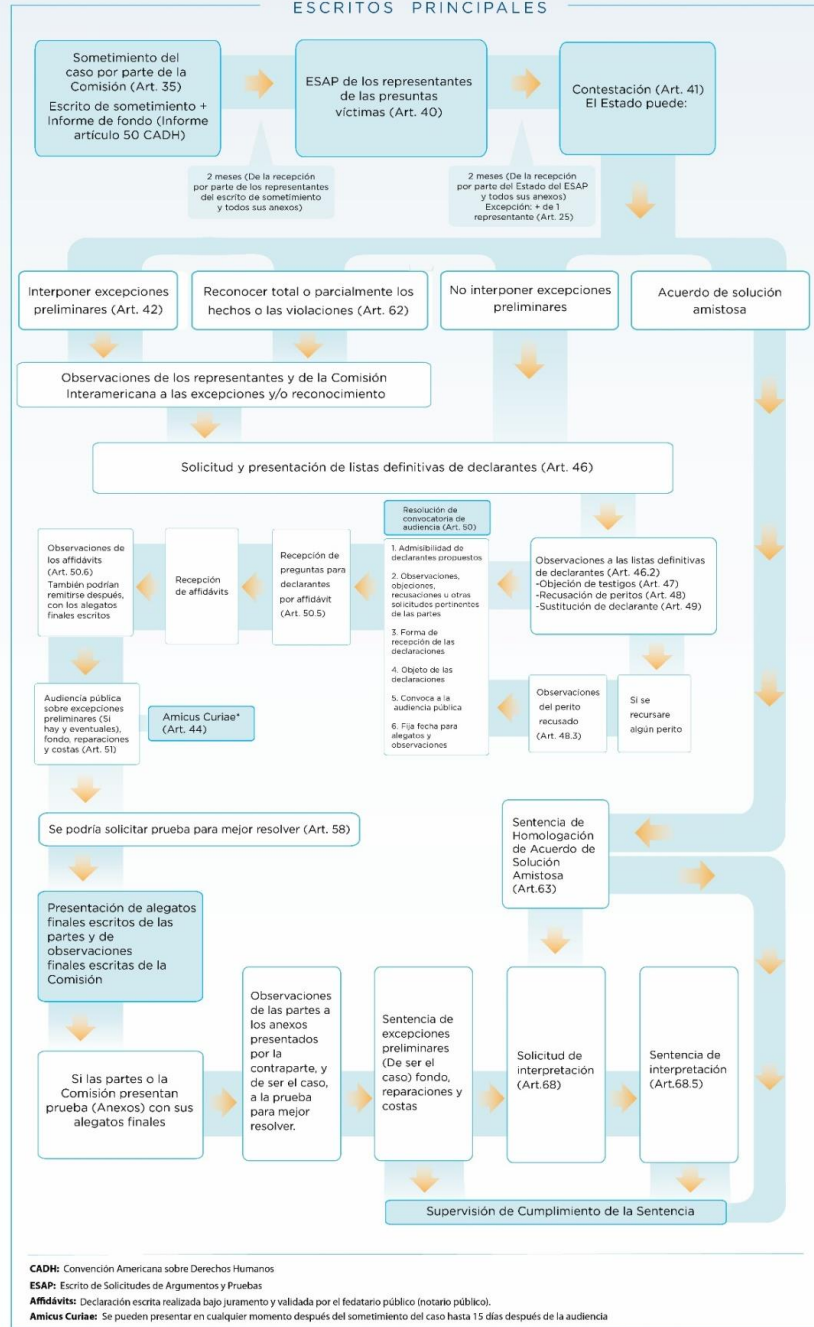 ESCRITOS PRINCIPALES
Sometimiento del
caso por parte de la
Comisión (Art. 35)
Escrito de sometimiento +
Informe de fondo (Informe
artículo 50 CADH)
ESAP de los representantes
de las presuntas
víctimas (Art. 40)
Contestación (Art. 41)
El Estado puede:
2 meses (De la recepción
por parte de los representantes
del escrito de sometimiento
y todos sus anexos)
2 meses (De la recepción
por parte del Estado del ESAP
y todos sus anexos)
Excepción: + de 1
representante (Art. 25)
Interponer excepciones
preliminares (Art. 42)
Reconocer total o parcialmente los
hechos o las violaciones (Art. 62)
No interponer excepciones
preliminares
Acuerdo de solución
amistosa
Observaciones de los representantes y de la Comisión
Interamericana a las excepciones y/o reconocimiento
Solicitud y presentación de listas definitivas de declarantes (Art. 46)
Observaciones de
los affidávits
(Art. 50.6)
También podrían
remitirse después,
con los alegatos
finales escritos
Recepción
de affidávits
Recepción de
preguntas para
declarantes
por affidávit
(Art. 50.5)
Resolución de
convocatoria de
audiencia (Art. 50)
1. Admisibilidad de
declarantes propuestos
2. Observaciones,
objeciones,
recusaciones u otras
solicitudes pertinentes
de las partes
3. Forma de
recepción de las
declaraciones
4. Objeto de las
declaraciones
5. Convoca a la
audiencia pública
6. Fija fecha para
alegatos y
observaciones
Observaciones a las listas definitivas
de declarantes (Art. 46.2)
-Objeción de testigos (Art. 47)
-Recusación de peritos (Art. 48)
-Sustitución de declarante (Art. 49)
Observaciones
del perito
recusado
(Art. 48.3)
Si se
recursare
algún perito
Audiencia pública
sobre excepciones
preliminares (Si
hay y eventuales),
fondo, reparaciones
y costas (Art. 51)
Amicus Curiae*
(Art. 44)
Se podría solicitar prueba para mejor resolver (Art. 58)
Sentencia de
Homologación
de Acuerdo de
Solución
Amistosa
(Art.63)
Presentación de alegatos
finales escritos de las
partes y de
observaciones
finales escritas de la
Comisión
Si las partes o la
Comisión presentan
prueba (Anexos) con sus
alegatos finales
Observaciones
de las partes a
los anexos
presentados
por la
contraparte, y
de ser el caso,
a la prueba
para mejor
resolver.
Sentencia de
excepciones
preliminares
(De ser el
caso) fondo,
reparaciones y
costas
Solicitud de
interpretación
(Art.68)
Sentencia de
interpretación
(Art.68.5)
Supervisión de Cumplimiento de la Sentencia
CADH: Convención Americana sobre Derechos Humanos
ESAP: Escrito de Solicitudes de Argumentos y Pruebas
Affidávits: Declaración escrita realizada bajo juramento y validada por el fedatario público (notario público).
Amicus Curiae: Se pueden presentar en cualquier momento después del sometimiento del caso hasta 15 días después de la audiencia